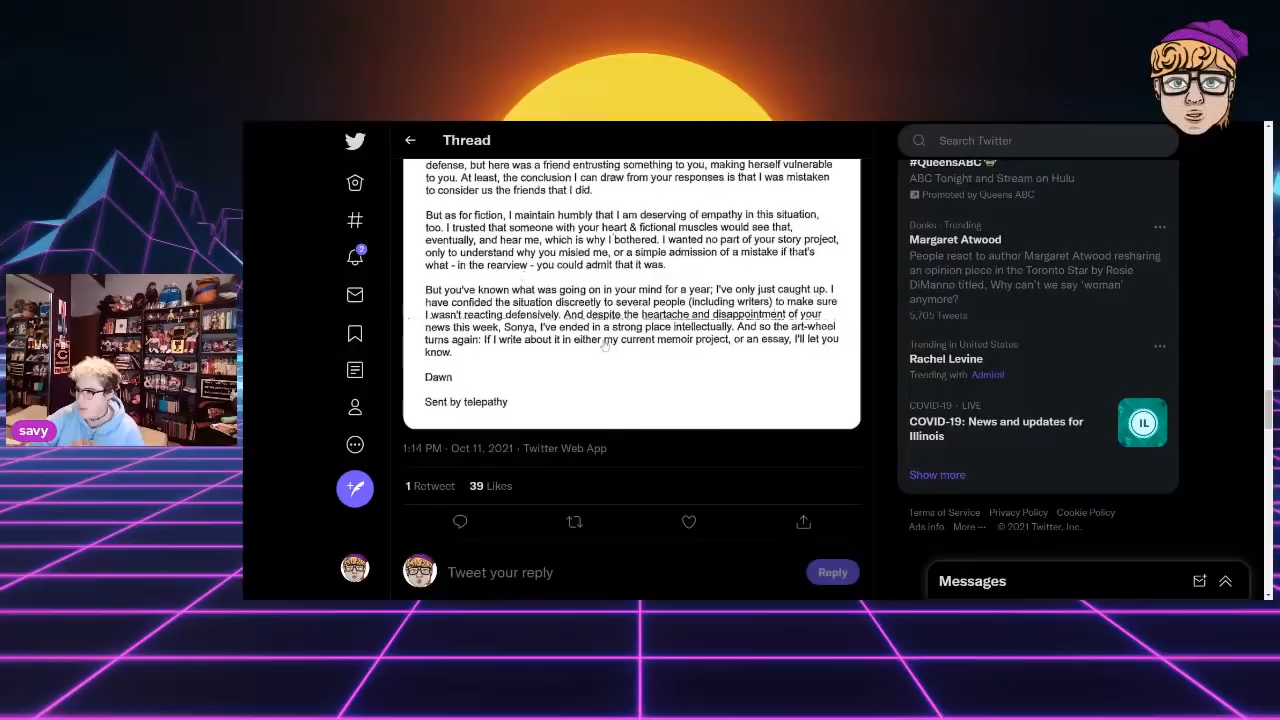 Thread
defense, but here was a friend entrusting something to you, making herself vulnerable
to you. At least, the conclusion I can draw from your responses is that I was mistaken
to consider us the friends that I did.
But as for fiction, I maintain humbly that I am deserving of empathy in this situation,
too. I trusted that someone with your heart & fictional muscles would see that,
eventually, and hear me, which is why I bothered. I wanted no part of your story project,
only to understand why you misled me, or a simple admission of a mistake if that's
what - in the rearview - you could admit that it was.
But you've known what was going on in your mind for a year; I've only just caught up. I
have confided the situation discreetly to several people (including writers) to make sure
I wasn't reacting defensively. And despite the heartache and disappointment of your
news this week, Sonya, I've ended in a strong place intellectually. And so the art-wheel
turns again: If I write about it in either my current memoir project, or an essay, I'll let you
know.
Dawn
Sent by telepathy
1:14 PM · Oct 11, 2021 · Twitter Web App
1 Retweet 39 Likes
Tweet your reply
Reply
Search Twitter
#QueensABC
ABC Tonight and Stream on Hulu
Promoted by Queens ABC
Books · Trending
Margaret Atwood
People react to author Margaret Atwood resharing
an opinion piece in the Toronto Star by Rosie
DiManno titled, Why can't we say 'woman'
anymore?
5,705 Tweets
Trending in United States
Rachel Levine
Trending with Admiral
COVID-19 · LIVE
COVID-19: News and updates for
Illinois
IL
Show more
Terms of Service Privacy Policy Cookie Policy
Ads info More ··· © 2021 Twitter, Inc.
Messages
2
savy